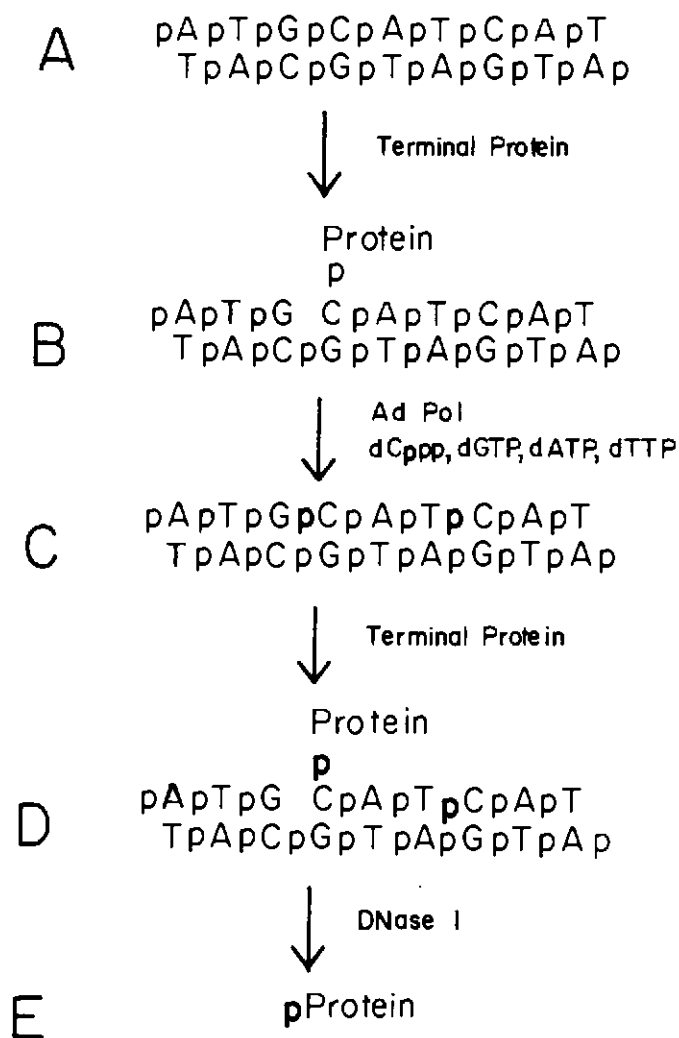 A
pApTpGpCpApTpCpApT
TpApCpGpTpApGpTpAp
Terminal Protein
Protein
p
B
pApTpG CpApTpCpApT
TpApCpGpTpApGpTpAp
Ad Pol
dCppp, dGTP, dATP, dTTP
C
pApTpGpCpApTpCpApT
TpApCpGpTpApGpTpAp
Terminal Protein
Protein
p
D
pApTpG CpApTpCpApT
TpApCpGpTpApGpTpAp
DNase I
E
pProtein